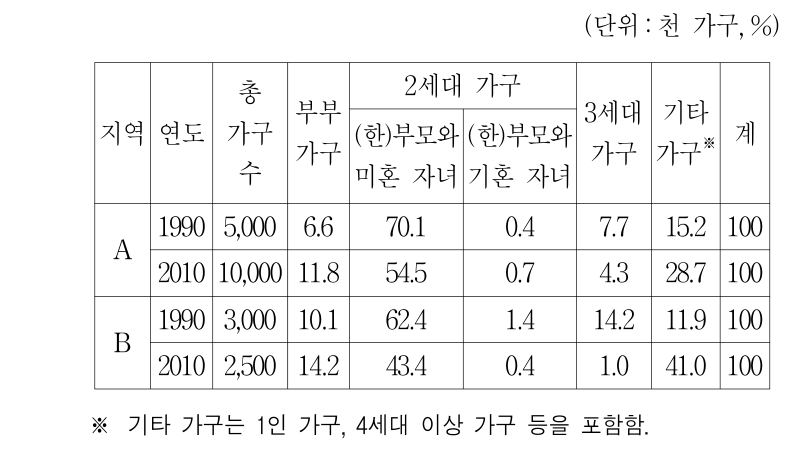 (단위 : 천 가구, %)
지역 연도 총 가구 수 부부 가구 2세대 가구 3세대 가구 기타 가구※ 계
(한)부모와 미혼 자녀 (한)부모와 기혼 자녀
A 1990 5,000 6.6 70.1 0.4 7.7 15.2 100
2010 10,000 11.8 54.5 0.7 4.3 28.7 100
B 1990 3,000 10.1 62.4 1.4 14.2 11.9 100
2010 2,500 14.2 43.4 0.4 1.0 41.0 100
※ 기타 가구는 1인 가구, 4세대 이상 가구 등을 포함함.